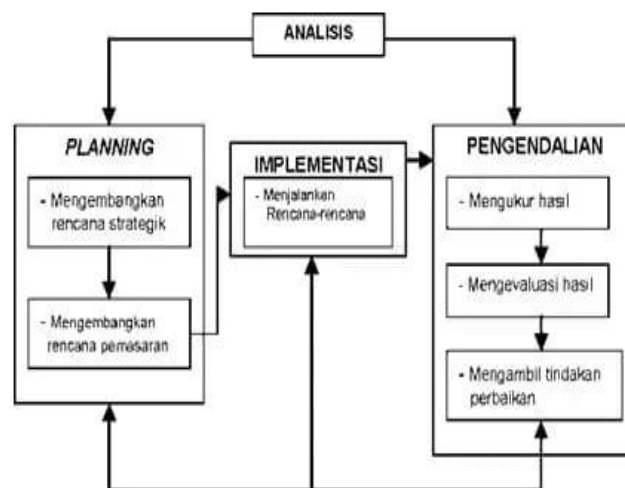 ANALISIS
PLANNING
- Mengembangkan
rencana strategik
- Mengembangkan
rencana pemasaran
IMPLEMENTASI
- Menjalankan
Rencana-rencana
PENGENDALIAN
- Mengukur hasil
- Mengevaluasi hasil
- Mengambil tindakan
perbaikan